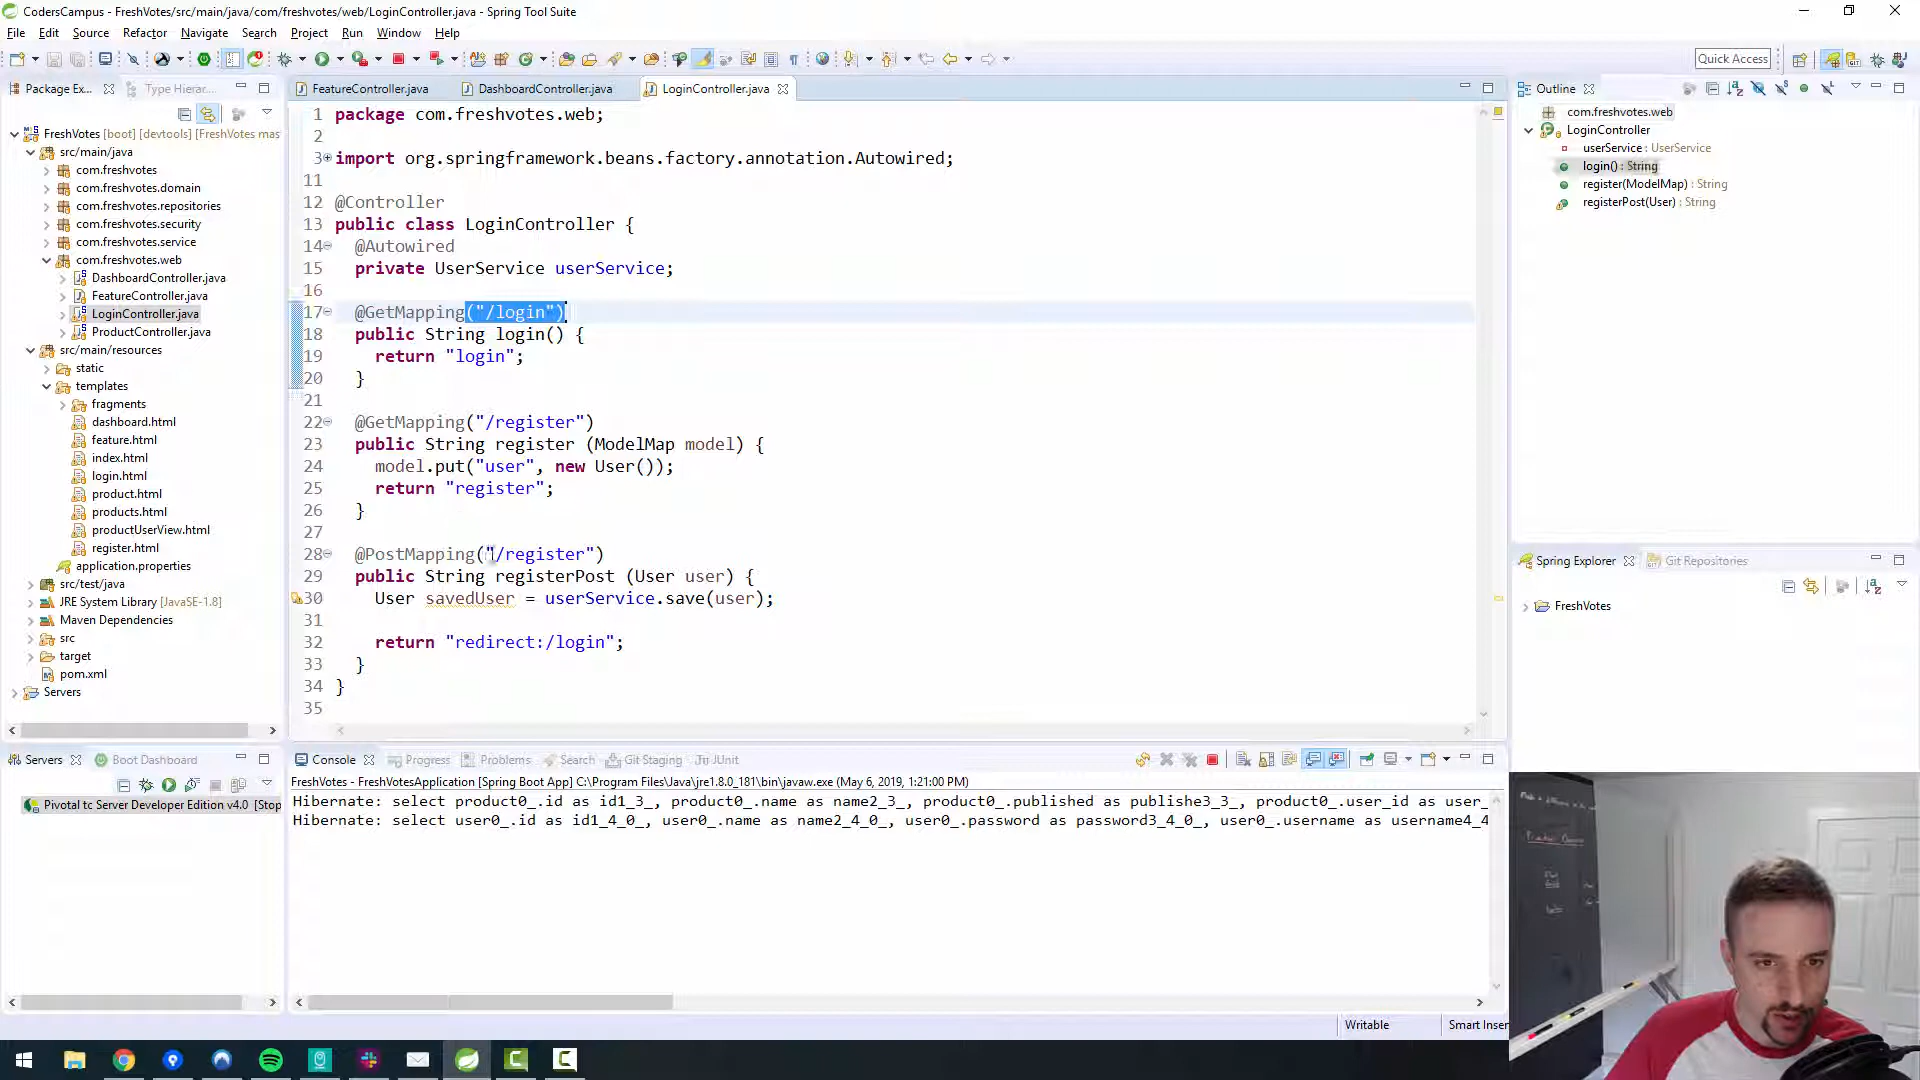 CodersCampus - FreshVotes/src/main/java/com/freshvotes/web/LoginController.java - Spring Tool Suite
File Edit Source Refactor Navigate Search Project Run Window Help
Quick Access
Package Ex... Type Hierar...
FreshVotes [boot] [devtools] [FreshVotes mas
src/main/java
com.freshvotes
com.freshvotes.domain
com.freshvotes.repositories
com.freshvotes.security
com.freshvotes.service
com.freshvotes.web
DashboardController.java
FeatureController.java
LoginController.java
ProductController.java
src/main/resources
static
templates
fragments
dashboard.html
feature.html
index.html
login.html
product.html
products.html
productUserView.html
register.html
application.properties
src/test/java
JRE System Library [JavaSE-1.8]
Maven Dependencies
src
target
pom.xml
Servers
FeatureController.java DashboardController.java LoginController.java
1 package com.freshvotes.web;
2
3 import org.springframework.beans.factory.annotation.Autowired;
11
12 @Controller
13 public class LoginController {
14 @Autowired
15 private UserService userService;
16
17 @GetMapping("/login")
18 public String login() {
19 return "login";
20 }
21
22 @GetMapping("/register")
23 public String register (ModelMap model) {
24 model.put("user", new User());
25 return "register";
26 }
27
28 @PostMapping("/register")
29 public String registerPost (User user) {
30 User savedUser = userService.save(user);
31
32 return "redirect:/login";
33 }
34 }
35
Outline
com.freshvotes.web
LoginController
userService : UserService
login() : String
register(ModelMap) : String
registerPost(User) : String
Spring Explorer Git Repositories
FreshVotes
Servers Boot Dashboard
Pivotal tc Server Developer Edition v4.0 [Stop
Console Progress Problems Search Git Staging JUnit
FreshVotes - FreshVotesApplication [Spring Boot App] C:\Program Files\Java\jre1.8.0_181\bin\javaw.exe (May 6, 2019, 1:21:00 PM)
Hibernate: select product0_.id as id1_3_, product0_.name as name2_3_, product0_.published as publishe3_3_, product0_.user_id as user_
Hibernate: select user0_.id as id1_4_0_, user0_.name as name2_4_0_, user0_.password as password3_4_0_, user0_.username as username4_4
Writable Smart Inser